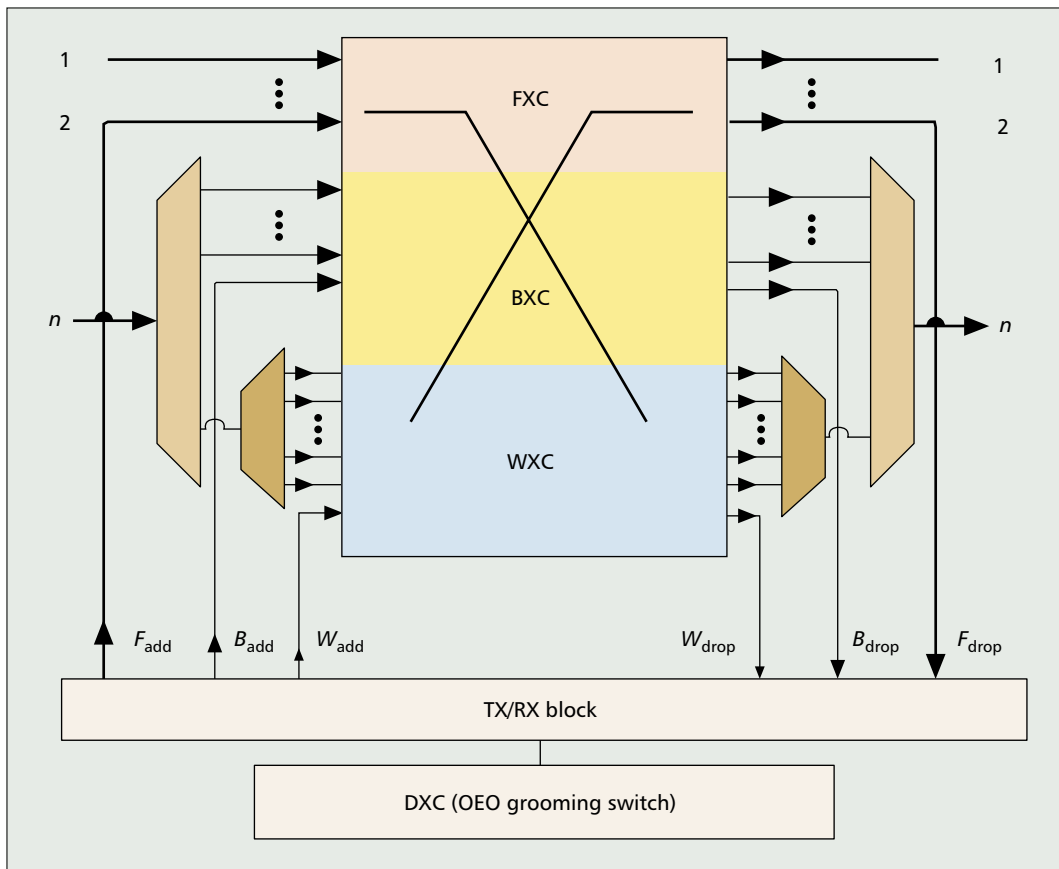 1
FXC
1
2
2
BXC
n
n
WXC
Fadd
Badd
Wadd
Wdrop
Bdrop
Fdrop
TX/RX block
DXC (OEO grooming switch)